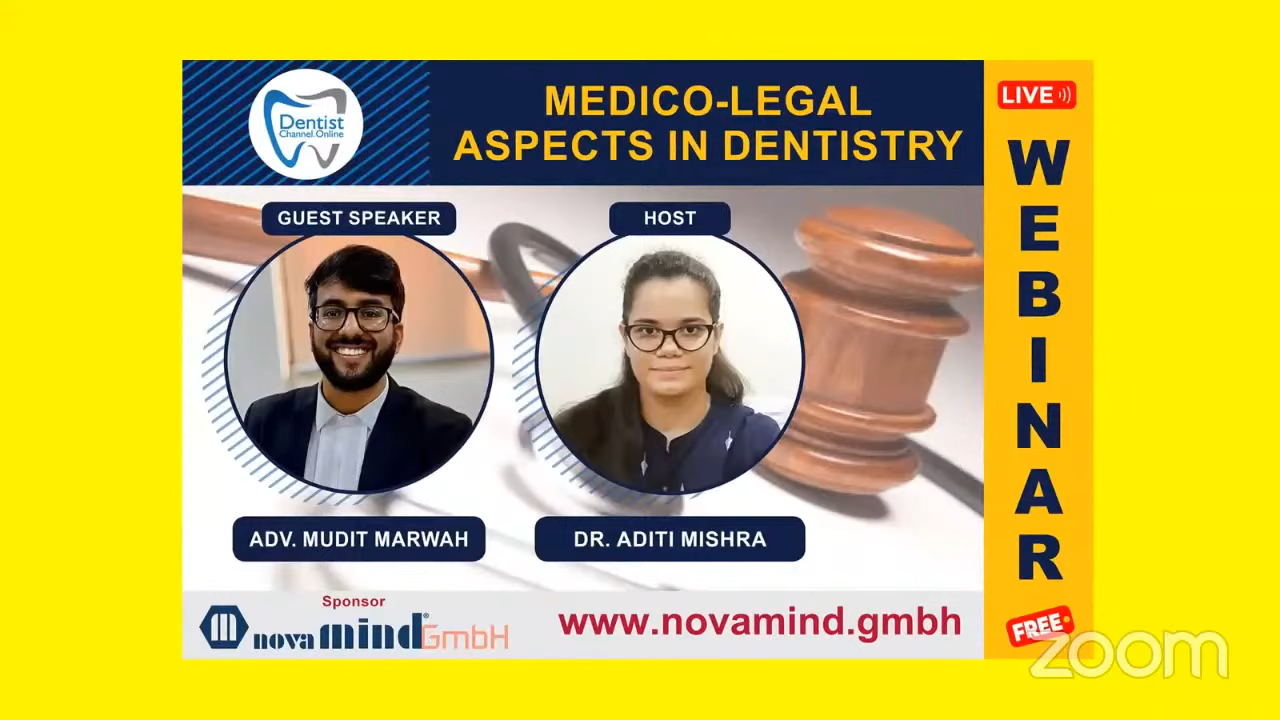 Dentist
Channel.Online
MEDICO-LEGAL
ASPECTS IN DENTISTRY
LIVE
WEBINAR
GUEST SPEAKER
HOST
ADV. MUDIT MARWAH
DR. ADITI MISHRA
Sponsor
nova mind® GmbH
www.novamind.gmbh
FREE
zoom